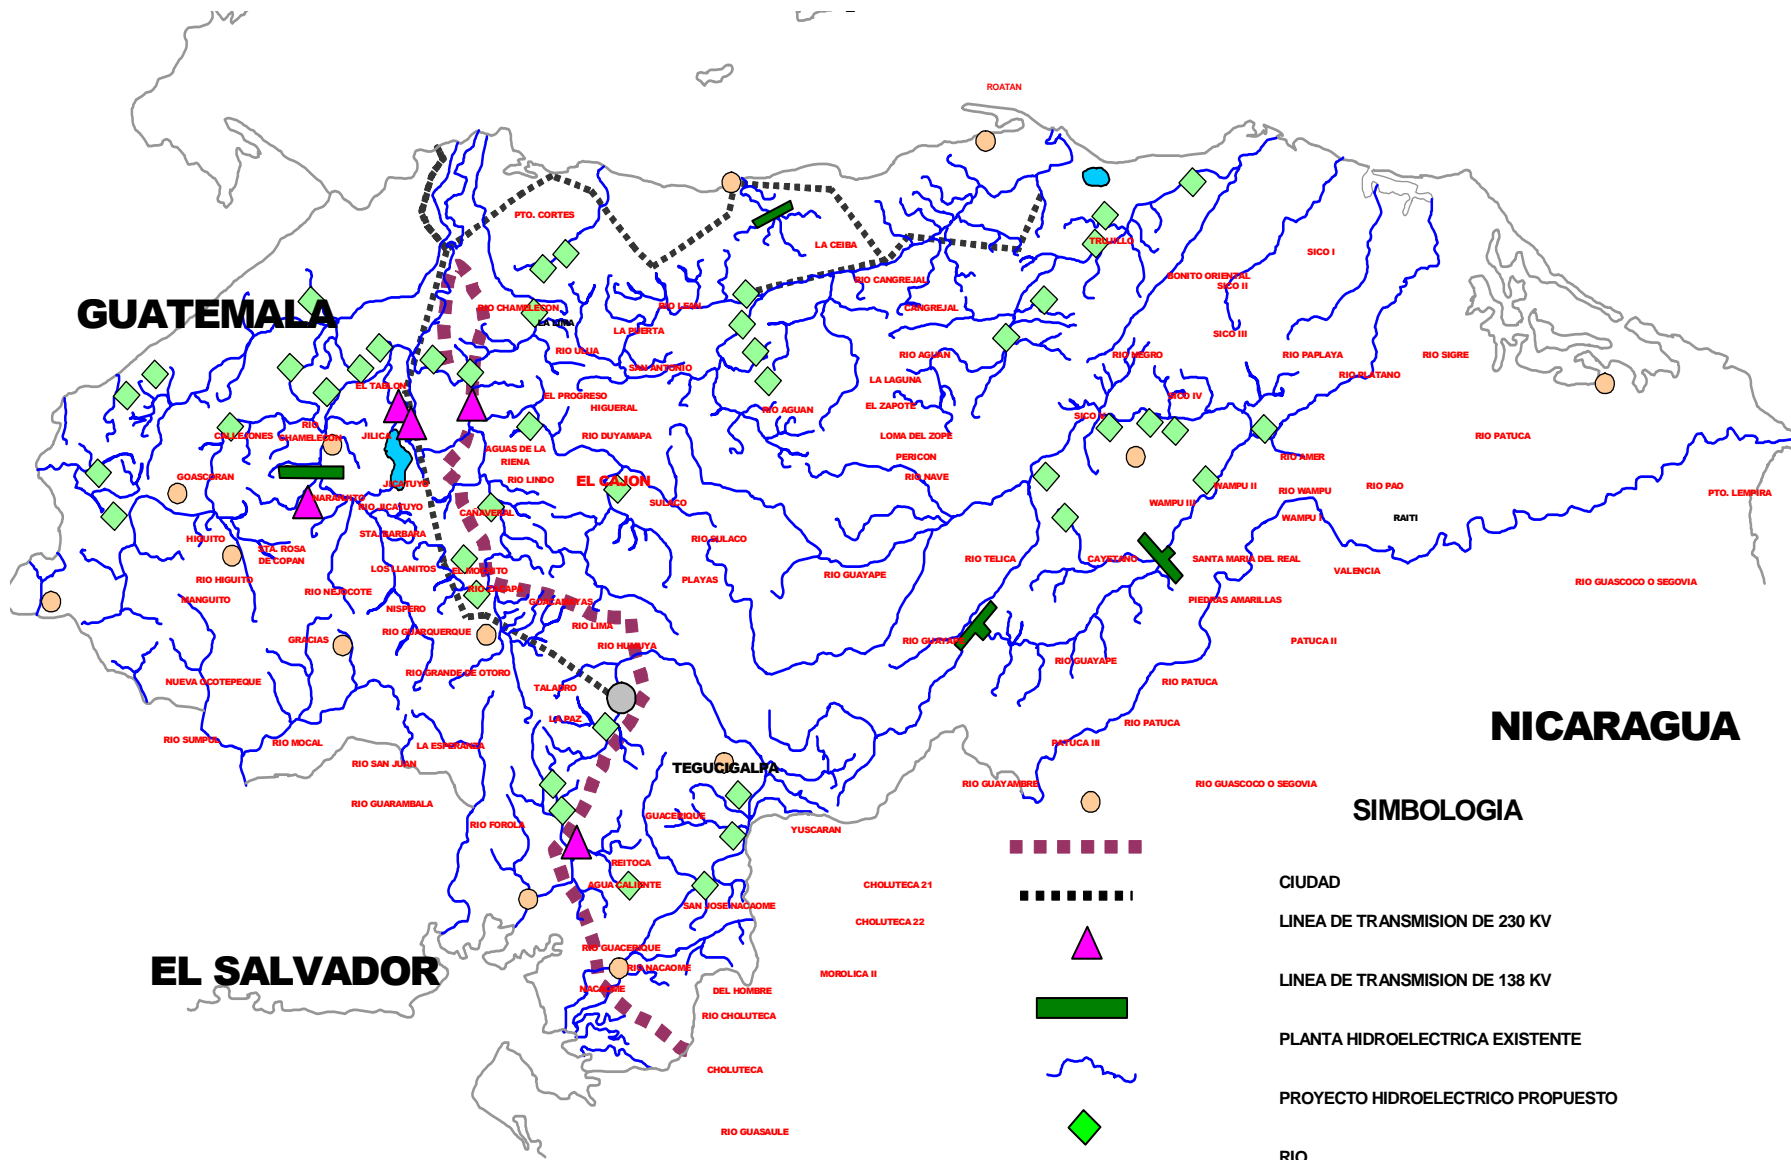 ROATAN
PTO. CORTES
LA CEIBA
TRUJILLO
SICO I
RIO CANGREJAL
BONITO ORIENTAL
SICO II
GUATEMALA
RIO CHAMELECON
RIO LEAN
CANGREJAL
LA LIMA
LA PUERTA
SICO III
RIO ULUA
RIO AGUAN
RIO NEGRO
RIO PAPLAYA
RIO SIGRE
SAN ANTONIO
RIO PLATANO
EL TABLON
LA LAGUNA
EL PROGRESO
SICO IV
HIGUERAL
RIO AGUAN
EL ZAPOTE
SICO V
RIO
CALLEJONES
CHAMELECON
JILICA
RIO DUYAMAPA
LOMA DEL ZOPE
RIO PATUCA
AGUAS DE LA
RIENA
PERICON
RIO AMER
GOASCORAN
RIO LINDO
EL CAJON
RIO NAVE
JICATUYO
WAMPU II
RIO WAMPU
RIO PAO
PTO. LEMPIRA
NARANJITO
RIO JICATUYO
CAÑAVERAL
SULACO
WAMPU III
WAMPU I
RAITI
STA. BARBARA
HIGUITO
STA. ROSA
DE COPAN
RIO SULACO
RIO TELICA
CAYETANO
SANTA MARIA DEL REAL
LOS LLANITOS
EL MOCHITO
VALENCIA
RIO HIGUITO
PLAYAS
RIO GUAYAPE
RIO GUASCOCO O SEGOVIA
RIO NEJOCOTE
MANGUITO
NISPERO
GUACAMAYAS
PIEDRAS AMARILLAS
RIO LIMA
GRACIAS
RIO GUARQUERQUE
RIO HUMUYA
RIO GUAYAPE
PATUCA II
RIO GUAYAPE
RIO GRANDE DE OTORO
NUEVA OCOTEPEQUE
TALADRO
RIO PATUCA
LA PAZ
RIO PATUCA
NICARAGUA
RIO SUMPUL
RIO MOCAL
LA ESPERANZA
PATUCA III
RIO SAN JUAN
TEGUCIGALPA
RIO GUAYAMBRE
RIO GUASCOCO O SEGOVIA
RIO GUARAMBALA
SIMBOLOGIA
RIO FOROLA
GUACERIQUE
YUSCARAN
REITOCA
AGUA CALIENTE
CHOLUTECA 21
CIUDAD
SAN JOSE NACAOME
CHOLUTECA 22
LINEA DE TRANSMISION DE 230 KV
RIO GUACERIQUE
EL SALVADOR
RIO NACAOME
MOROLICA II
LINEA DE TRANSMISION DE 138 KV
NACAOME
DEL HOMBRE
RIO CHOLUTECA
PLANTA HIDROELECTRICA EXISTENTE
CHOLUTECA
PROYECTO HIDROELECTRICO PROPUESTO
RIO GUASAULE
RIO